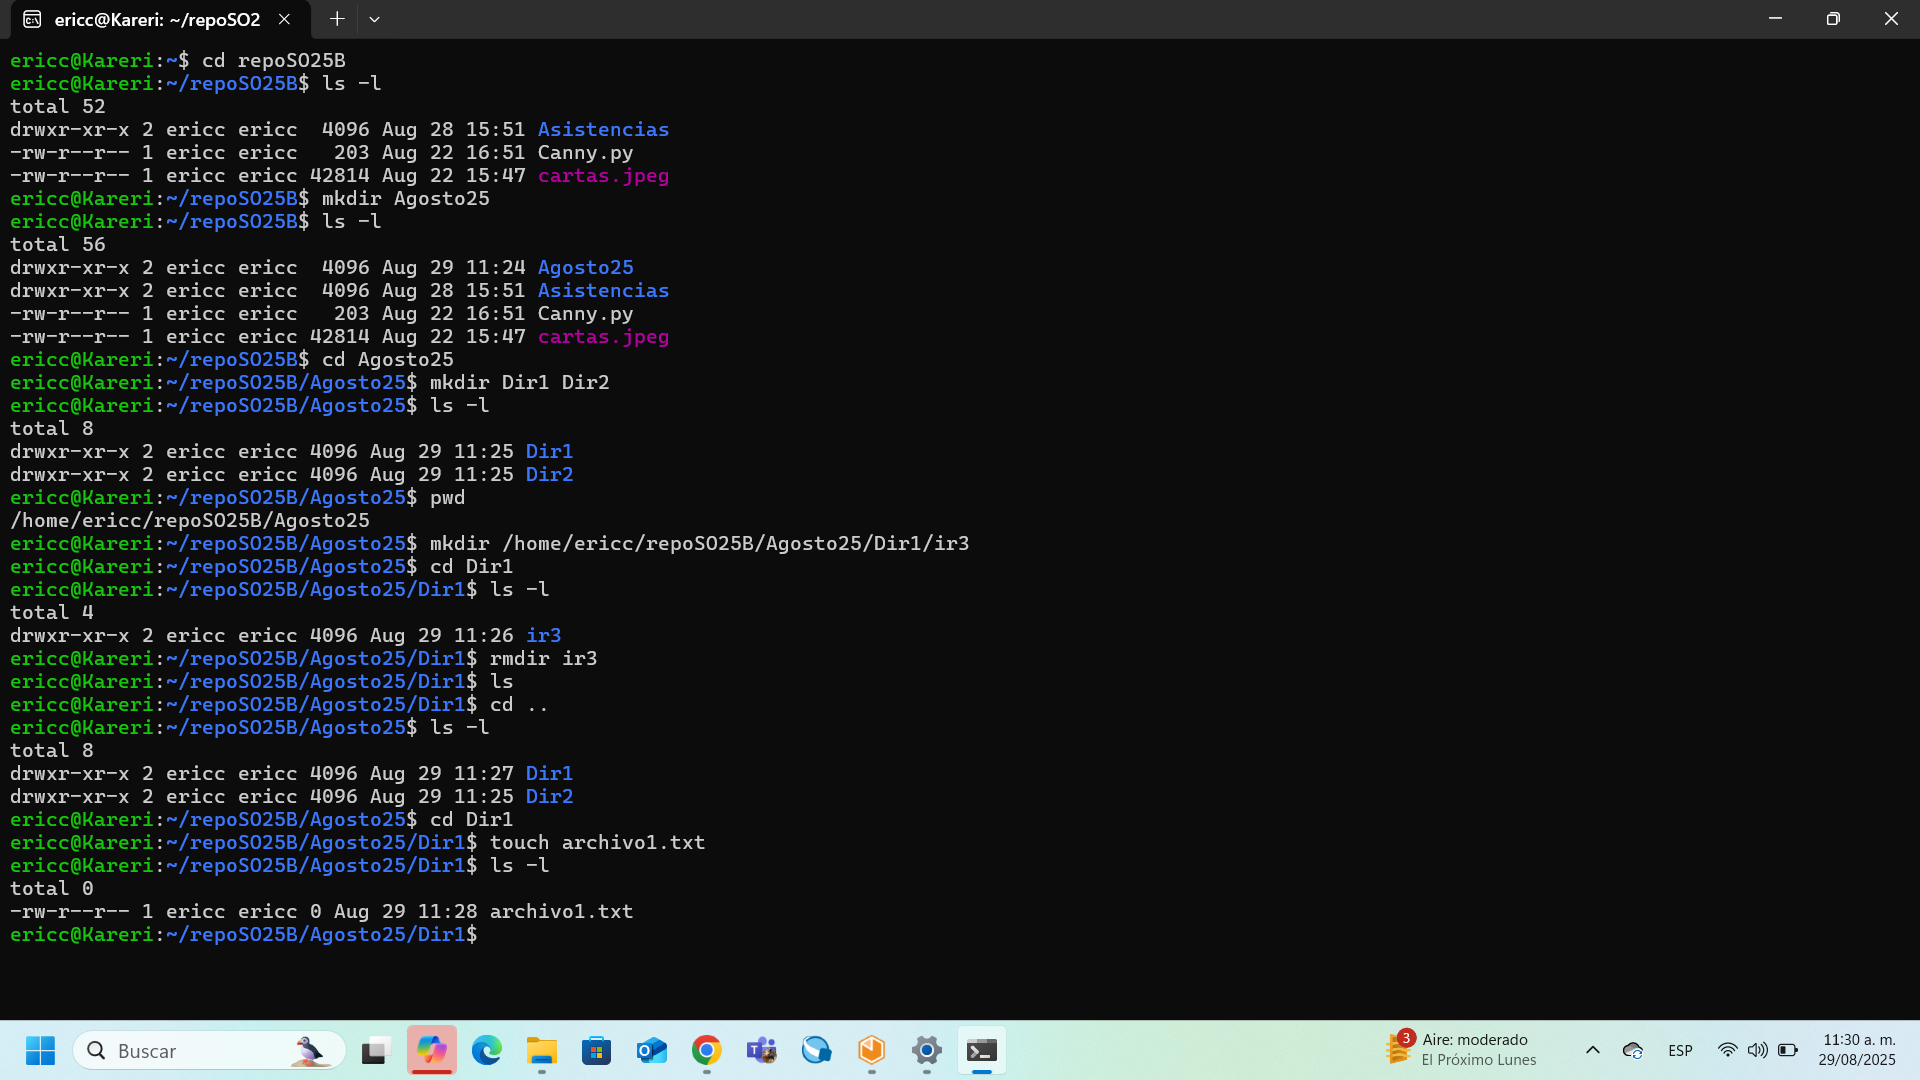 ericc@Kareri: ~/repoSO2
ericc@Kareri:~$ cd repoSO25B
ericc@Kareri:~/repoSO25B$ ls -l
total 52
drwxr-xr-x 2 ericc ericc  4096 Aug 28 15:51 Asistencias
-rw-r--r-- 1 ericc ericc   203 Aug 22 16:51 Canny.py
-rw-r--r-- 1 ericc ericc 42814 Aug 22 15:47 cartas.jpeg
ericc@Kareri:~/repoSO25B$ mkdir Agosto25
ericc@Kareri:~/repoSO25B$ ls -l
total 56
drwxr-xr-x 2 ericc ericc  4096 Aug 29 11:24 Agosto25
drwxr-xr-x 2 ericc ericc  4096 Aug 28 15:51 Asistencias
-rw-r--r-- 1 ericc ericc   203 Aug 22 16:51 Canny.py
-rw-r--r-- 1 ericc ericc 42814 Aug 22 15:47 cartas.jpeg
ericc@Kareri:~/repoSO25B$ cd Agosto25
ericc@Kareri:~/repoSO25B/Agosto25$ mkdir Dir1 Dir2
ericc@Kareri:~/repoSO25B/Agosto25$ ls -l
total 8
drwxr-xr-x 2 ericc ericc 4096 Aug 29 11:25 Dir1
drwxr-xr-x 2 ericc ericc 4096 Aug 29 11:25 Dir2
ericc@Kareri:~/repoSO25B/Agosto25$ pwd
/home/ericc/repoSO25B/Agosto25
ericc@Kareri:~/repoSO25B/Agosto25$ mkdir /home/ericc/repoSO25B/Agosto25/Dir1/ir3
ericc@Kareri:~/repoSO25B/Agosto25$ cd Dir1
ericc@Kareri:~/repoSO25B/Agosto25/Dir1$ ls -l
total 4
drwxr-xr-x 2 ericc ericc 4096 Aug 29 11:26 ir3
ericc@Kareri:~/repoSO25B/Agosto25/Dir1$ rmdir ir3
ericc@Kareri:~/repoSO25B/Agosto25/Dir1$ ls
ericc@Kareri:~/repoSO25B/Agosto25/Dir1$ cd ..
ericc@Kareri:~/repoSO25B/Agosto25$ ls -l
total 8
drwxr-xr-x 2 ericc ericc 4096 Aug 29 11:27 Dir1
drwxr-xr-x 2 ericc ericc 4096 Aug 29 11:25 Dir2
ericc@Kareri:~/repoSO25B/Agosto25$ cd Dir1
ericc@Kareri:~/repoSO25B/Agosto25/Dir1$ touch archivo1.txt
ericc@Kareri:~/repoSO25B/Agosto25/Dir1$ ls -l
total 0
-rw-r--r-- 1 ericc ericc 0 Aug 29 11:28 archivo1.txt
ericc@Kareri:~/repoSO25B/Agosto25/Dir1$
Buscar
3
Aire: moderado
El Próximo Lunes
ESP
11:30 a. m.
29/08/2025